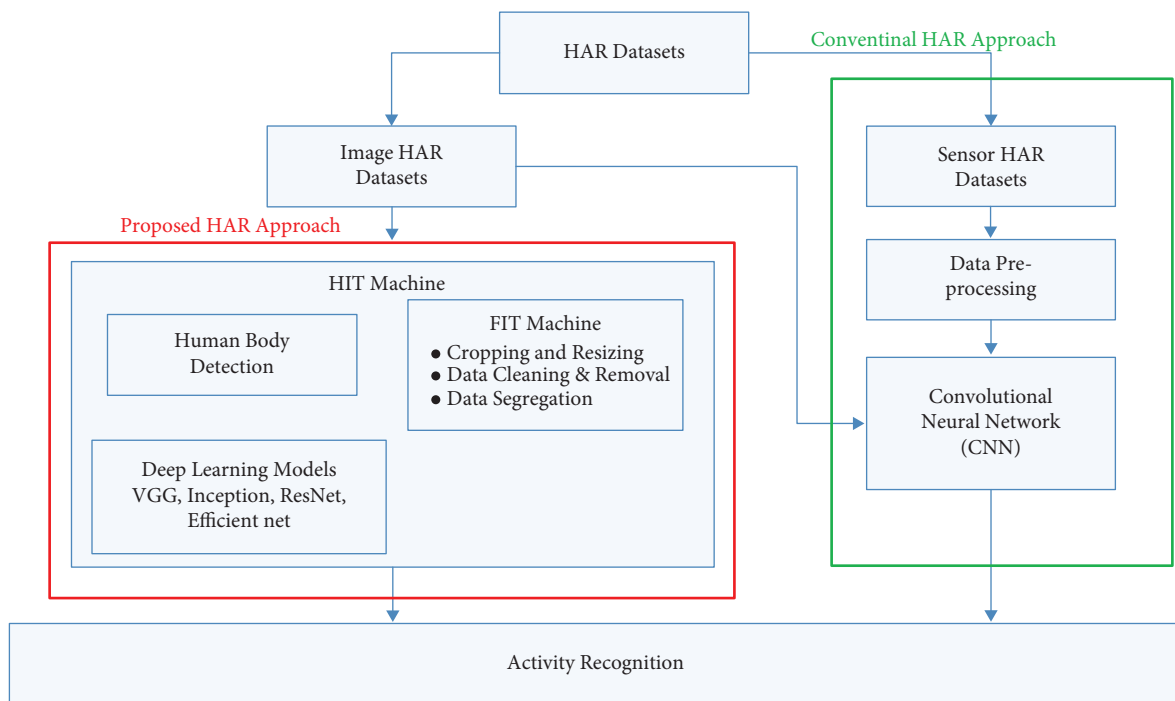 HAR Datasets
Conventinal HAR Approach
Image HAR
Datasets
Sensor HAR
Datasets
Proposed HAR Approach
HIT Machine
Human Body
Detection
FIT Machine
● Cropping and Resizing
● Data Cleaning & Removal
● Data Segregation
Deep Learning Models
VGG, Inception, ResNet,
Efficient net
Data Pre-
processing
Convolutional
Neural Network
(CNN)
Activity Recognition